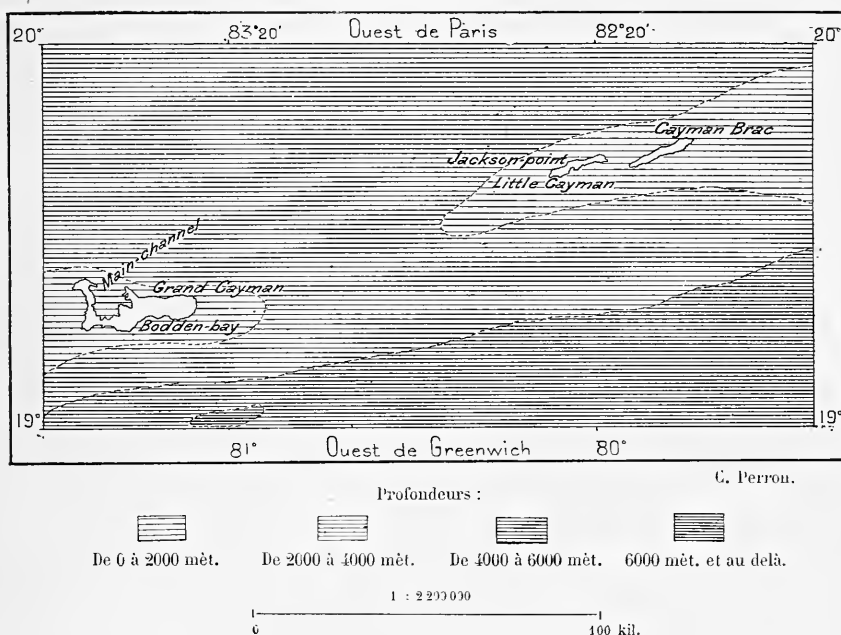 20° 83°20' Ouest de Pàris 82°20' 20°
Cayman Brac
Jackson-point
Little Cayman
Main-channel
Grand Cayman
Bodden-bay
19° 19°
81° Ouest de Greenwich 80°
C. Perron.
Profondeurs :
De 0 à 2000 mèt. De 2000 à 4000 mèt. De 4000 à 6000 mèt. 6000 mèt. et au delà.
1 : 2 200 000
0 100 kil.